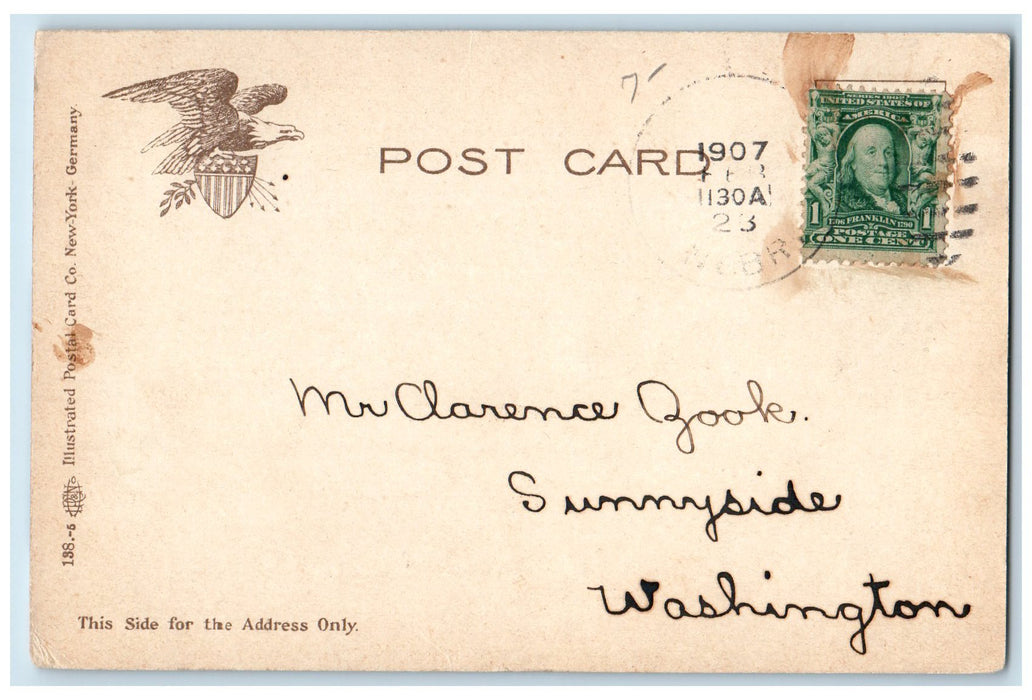 POST CARD
1907
FEB
1130A
23
NEBR
SERIES 1902
UNITED STATES OF
AMERICA
1 1
1706 FRANKLIN 1790
POSTAGE
ONE CENT
Mr Clarence Zook.
Sunnyside
Washington
138.-5 Illustrated Postal Card Co. New-York- Germany.
This Side for the Address Only.